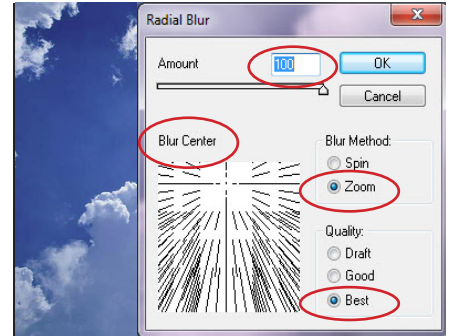 Radial Blur
Amount 100 OK
Cancel
Blur Center
Blur Method:
Spin
Zoom
Quality:
Draft
Good
Best